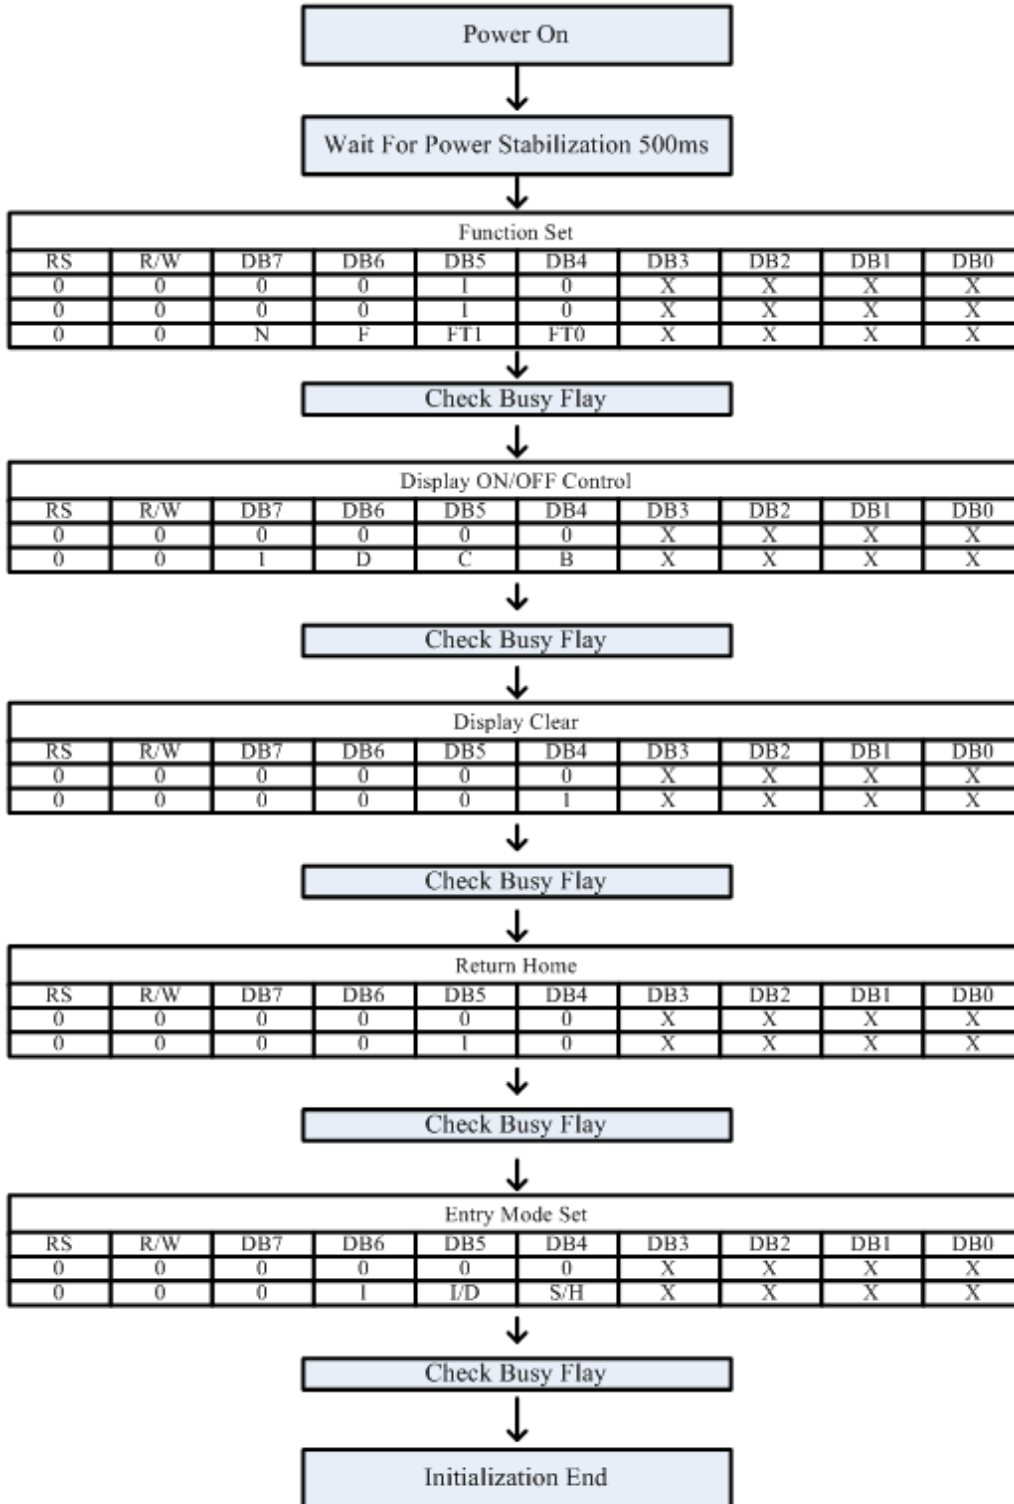 Power On
Wait For Power Stabilization 500ms
Function Set
RS R/W DB7 DB6 DB5 DB4 DB3 DB2 DB1 DB0
0 0 0 0 1 0 X X X X
0 0 0 0 1 0 X X X X
0 0 N F FT1 FT0 X X X X
Check Busy Flay
Display ON/OFF Control
RS R/W DB7 DB6 DB5 DB4 DB3 DB2 DB1 DB0
0 0 0 0 0 0 X X X X
0 0 1 D C B X X X X
Check Busy Flay
Display Clear
RS R/W DB7 DB6 DB5 DB4 DB3 DB2 DB1 DB0
0 0 0 0 0 0 X X X X
0 0 0 0 0 1 X X X X
Check Busy Flay
Return Home
RS R/W DB7 DB6 DB5 DB4 DB3 DB2 DB1 DB0
0 0 0 0 0 0 X X X X
0 0 0 0 1 0 X X X X
Check Busy Flay
Entry Mode Set
RS R/W DB7 DB6 DB5 DB4 DB3 DB2 DB1 DB0
0 0 0 0 0 0 X X X X
0 0 0 1 I/D S/H X X X X
Check Busy Flay
Initialization End